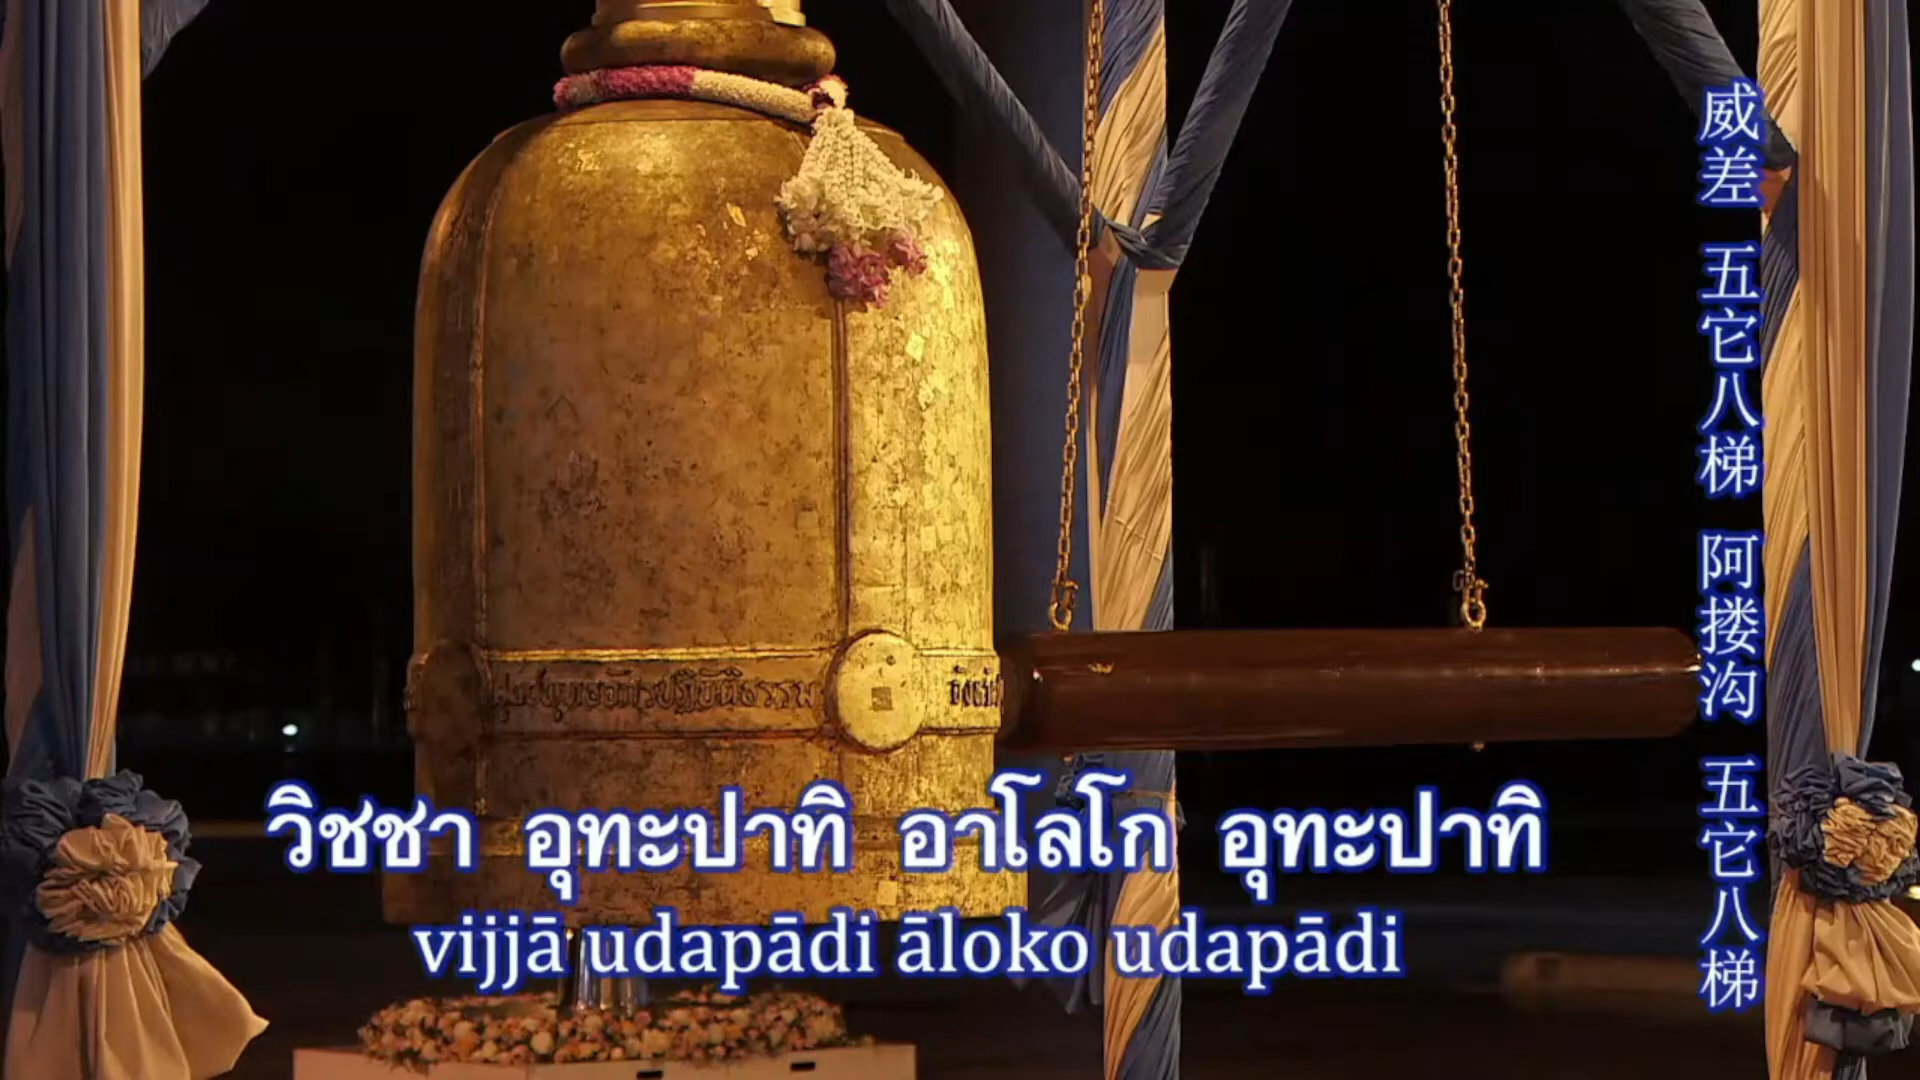 วิชชา อุทะปาทิ อาโลโก อุทะปาทิ
vijjā udapādi āloko udapādi
威差 五它八梯 阿搂沟 五它八梯